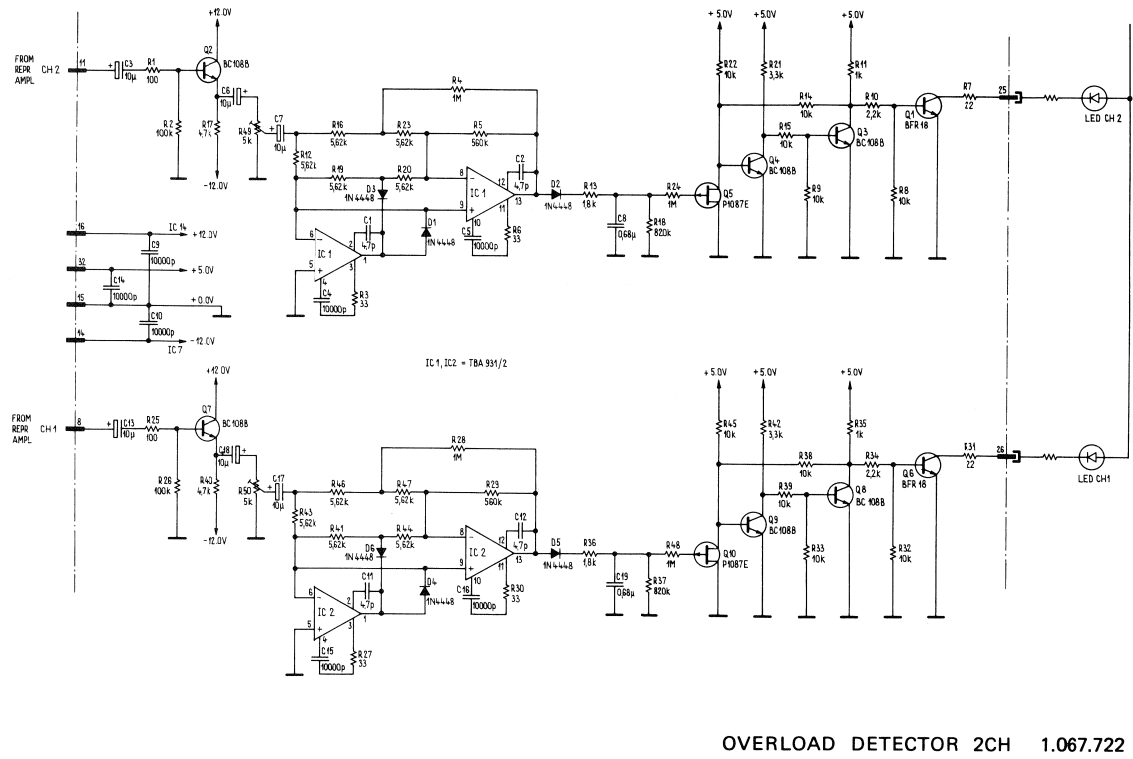 +12.0V
+5.0V
+5.0V
+5.0V
FROM
REPR
AMPL
CH 2
11
C3
10µ
R1
100
Q2
BC108B
C6
10µ
R2
100k
R17
4,7k
-12.0V
R49
5k
C7
10µ
R12
5,62k
R16
5,62k
R23
5,62k
R4
1M
R5
560k
R19
5,62k
R20
5,62k
D3
1N4448
D1
1N4448
C1
4,7p
6
5
IC 1
2
3
4
1
C4
10000p
R3
33
8
9
IC 1
12
11
10
13
C2
4,7p
C5
10000p
R6
33
D2
1N4448
R13
1,8k
C8
0,68µ
R18
820k
R24
1M
Q5
P1087E
R22
10k
R21
3,3k
R11
1k
R14
10k
R10
2,2k
R15
10k
Q4
BC108B
Q3
BC108B
R9
10k
R8
10k
Q1
BFR18
R7
22
25
LED CH2
16
IC 14
+12.0V
C9
10000p
32
+5.0V
C14
10000p
15
+0.0V
C10
10000p
14
-12.0V
IC7
IC1, IC2 = TBA 931/2
+12.0V
+5.0V
+5.0V
+5.0V
FROM
REPR
AMPL
CH1
8
C13
10µ
R25
100
Q7
BC108B
C18
10µ
R26
100k
R40
4,7k
-12.0V
R50
5k
C17
10µ
R43
5,62k
R46
5,62k
R47
5,62k
R28
1M
R29
560k
R41
5,62k
R44
5,62k
D6
1N4448
D4
1N4448
C11
4,7p
6
5
IC 2
2
3
4
1
C15
10000p
R27
33
8
9
IC 2
12
11
10
13
C12
4,7p
C16
10000p
R30
33
D5
1N4448
R36
1,8k
C19
0,68µ
R37
820k
R48
1M
Q10
P1087E
R45
10k
R42
3,3k
R35
1k
R38
10k
R34
2,2k
R39
10k
Q9
BC108B
Q8
BC108B
R33
10k
R32
10k
Q6
BFR18
R31
22
26
LED CH1
OVERLOAD DETECTOR 2CH 1.067.722